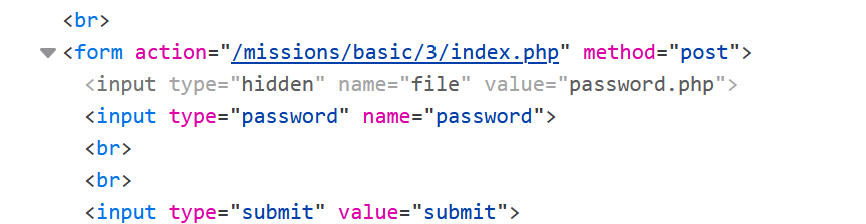 <br>
<form action="/missions/basic/3/index.php" method="post">
<input type="hidden" name="file" value="password.php">
<input type="password" name="password">
<br>
<br>
<input type="submit" value="submit">